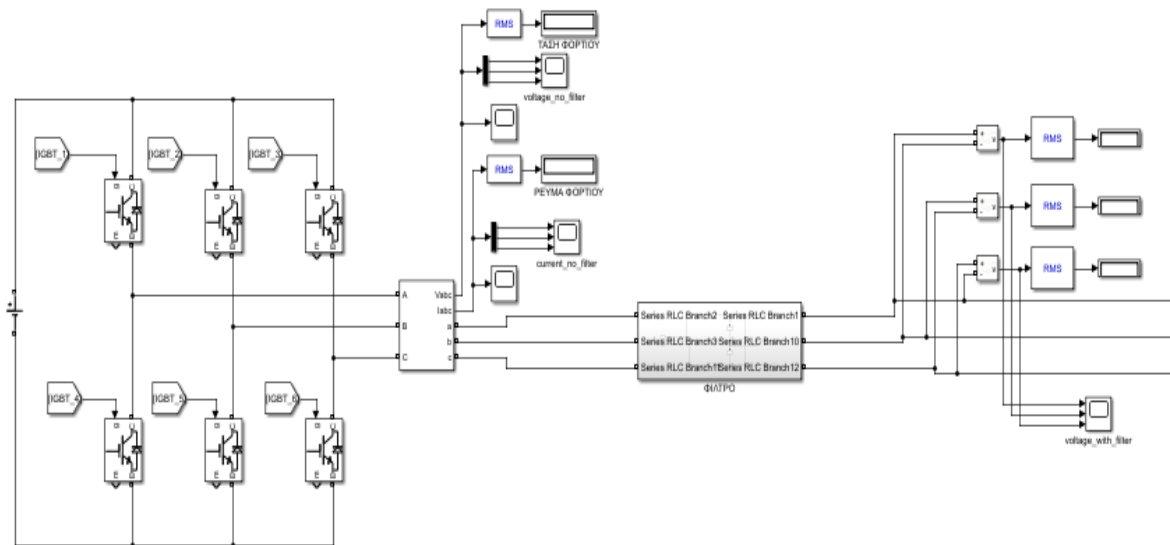 RMS
ΤΑΣΗ ΦΟΡΤΙΟΥ
voltage_no_filter
RMS
ΡΕΥΜΑ ΦΟΡΤΙΟΥ
current_no_filter
[IGBT_1]
[IGBT_2]
[IGBT_3]
G C
E
G C
E
G C
E
A
B
C
Vabc
Iabc
a
b
c
Series RLC Branch2
Series RLC Branch1
Series RLC Branch3
Series RLC Branch10
Series RLC Branch11
Series RLC Branch12
ΦΙΛΤΡΟ
+
-
v
RMS
+
-
v
RMS
+
-
v
RMS
voltage_with_filter
[IGBT_4]
[IGBT_5]
[IGBT_6]
G C
E
G C
E
G C
E
+